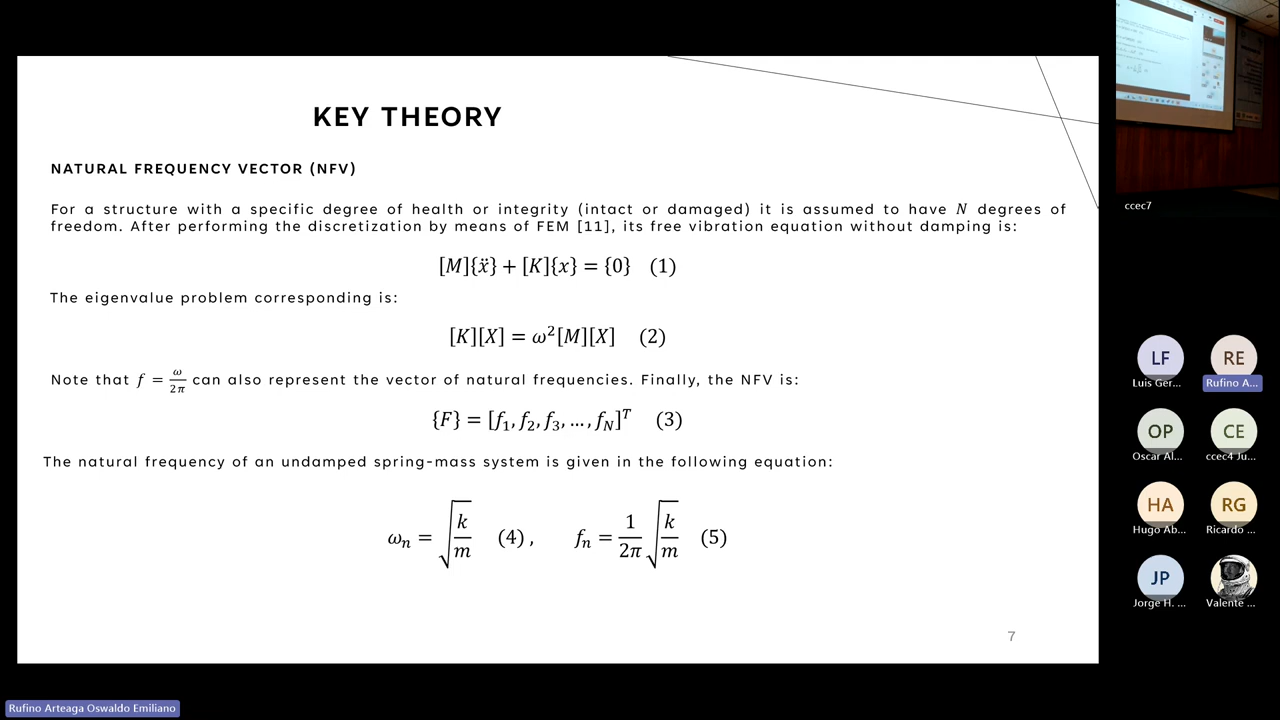 KEY THEORY
NATURAL FREQUENCY VECTOR (NFV)
For a structure with a specific degree of health or integrity (intact or damaged) it is assumed to have N degrees of
freedom. After performing the discretization by means of FEM [11], its free vibration equation without damping is:
[M]{ẍ} + [K]{x} = {0} (1)
The eigenvalue problem corresponding is:
[K][X] = ω²[M][X] (2)
Note that f = ω/2π can also represent the vector of natural frequencies. Finally, the NFV is:
{F} = [f₁, f₂, f₃, …, f_N]ᵀ (3)
The natural frequency of an undamped spring-mass system is given in the following equation:
ωₙ = √(k/m) (4) , fₙ = 1/2π √(k/m) (5)
7
ccec7
LF
Luis Ger...
RE
Rufino A...
OP
Oscar Al...
CE
ccec4 Ju...
HA
Hugo Ab...
RG
Ricardo ...
JP
Jorge H. ...
Valente ...
Rufino Arteaga Oswaldo Emiliano